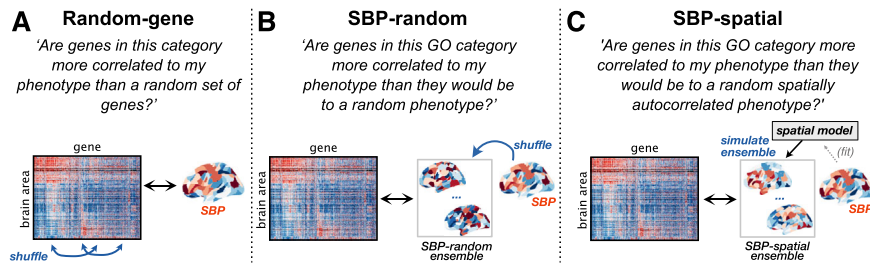 A Random-gene
‘Are genes in this category
more correlated to my
phenotype than a random set of
genes?’
gene
brain area
SBP
shuffle
B SBP-random
‘Are genes in this GO category
more correlated to my
phenotype than they would be
to a random phenotype?’
gene
brain area
shuffle
...
SBP
SBP-random
ensemble
C SBP-spatial
'Are genes in this GO category more
correlated to my phenotype than they
would be to a random spatially
autocorrelated phenotype?'
gene
brain area
spatial model
simulate
ensemble
(fit)
...
SBP
SBP-spatial
ensemble